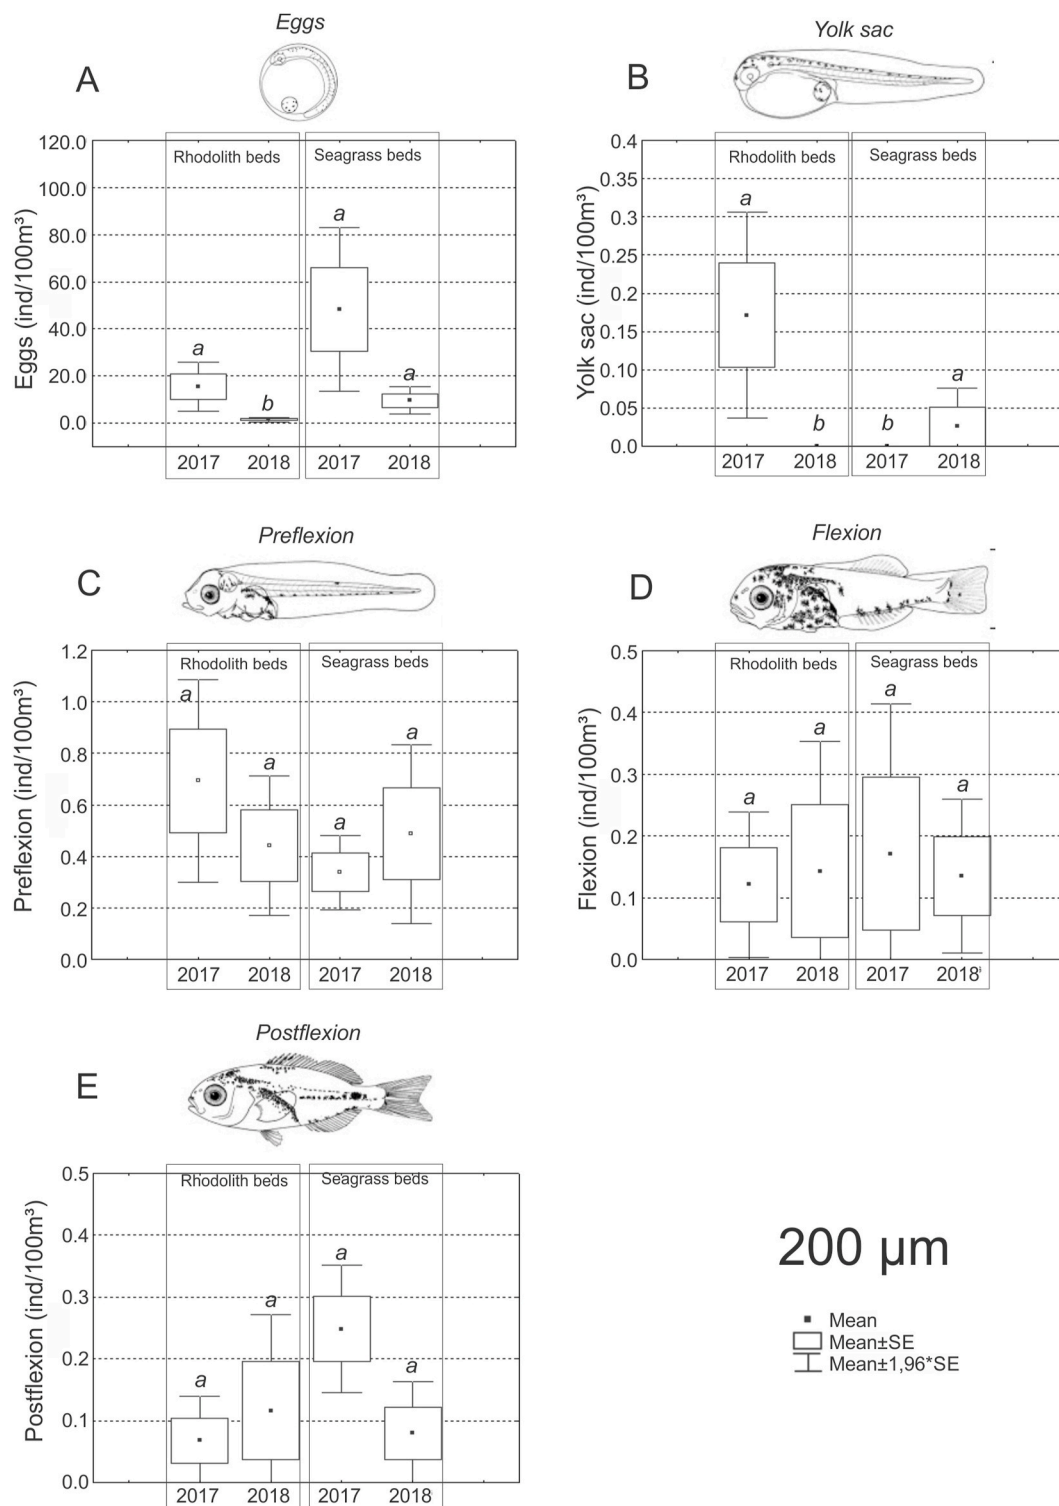 Eggs
A
120.0
100.0
80.0
60.0
40.0
20.0
0.0
Eggs (ind/100m³)
Rhodolith beds
Seagrass beds
a
b
a
a
2017 2018 2017 2018
Yolk sac
B
0.4
0.35
0.3
0.25
0.2
0.15
0.10
0.05
0.0
Yolk sac (ind/100m³)
Rhodolith beds
Seagrass beds
a
b
b
a
2017 2018 2017 2018
Preflexion
C
1.2
1.0
0.8
0.6
0.4
0.2
0.0
Preflexion (ind/100m³)
Rhodolith beds
Seagrass beds
a
a
a
a
2017 2018 2017 2018
Flexion
D
0.5
0.4
0.3
0.2
0.1
0.0
Flexion (ind/100m³)
Rhodolith beds
Seagrass beds
a
a
a
a
2017 2018 2017 2018
Postflexion
E
0.5
0.4
0.3
0.2
0.1
0.0
Postflexion (ind/100m³)
Rhodolith beds
Seagrass beds
a
a
a
a
2017 2018 2017 2018
200 µm
Mean
Mean±SE
Mean±1,96*SE